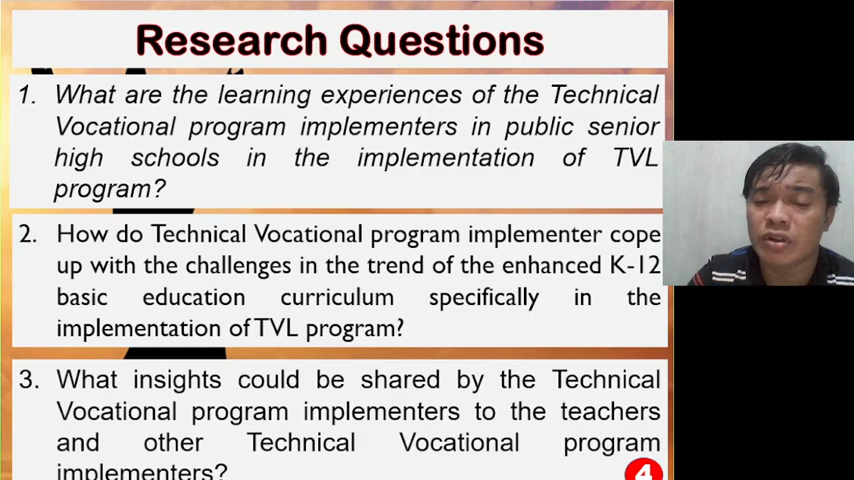 Research Questions
1. What are the learning experiences of the Technical
Vocational program implementers in public senior
high schools in the implementation of TVL
program?
2. How do Technical Vocational program implementer cope
up with the challenges in the trend of the enhanced K-12
basic education curriculum specifically in the
implementation of TVL program?
3. What insights could be shared by the Technical
Vocational program implementers to the teachers
and other Technical Vocational program
implementers?
4